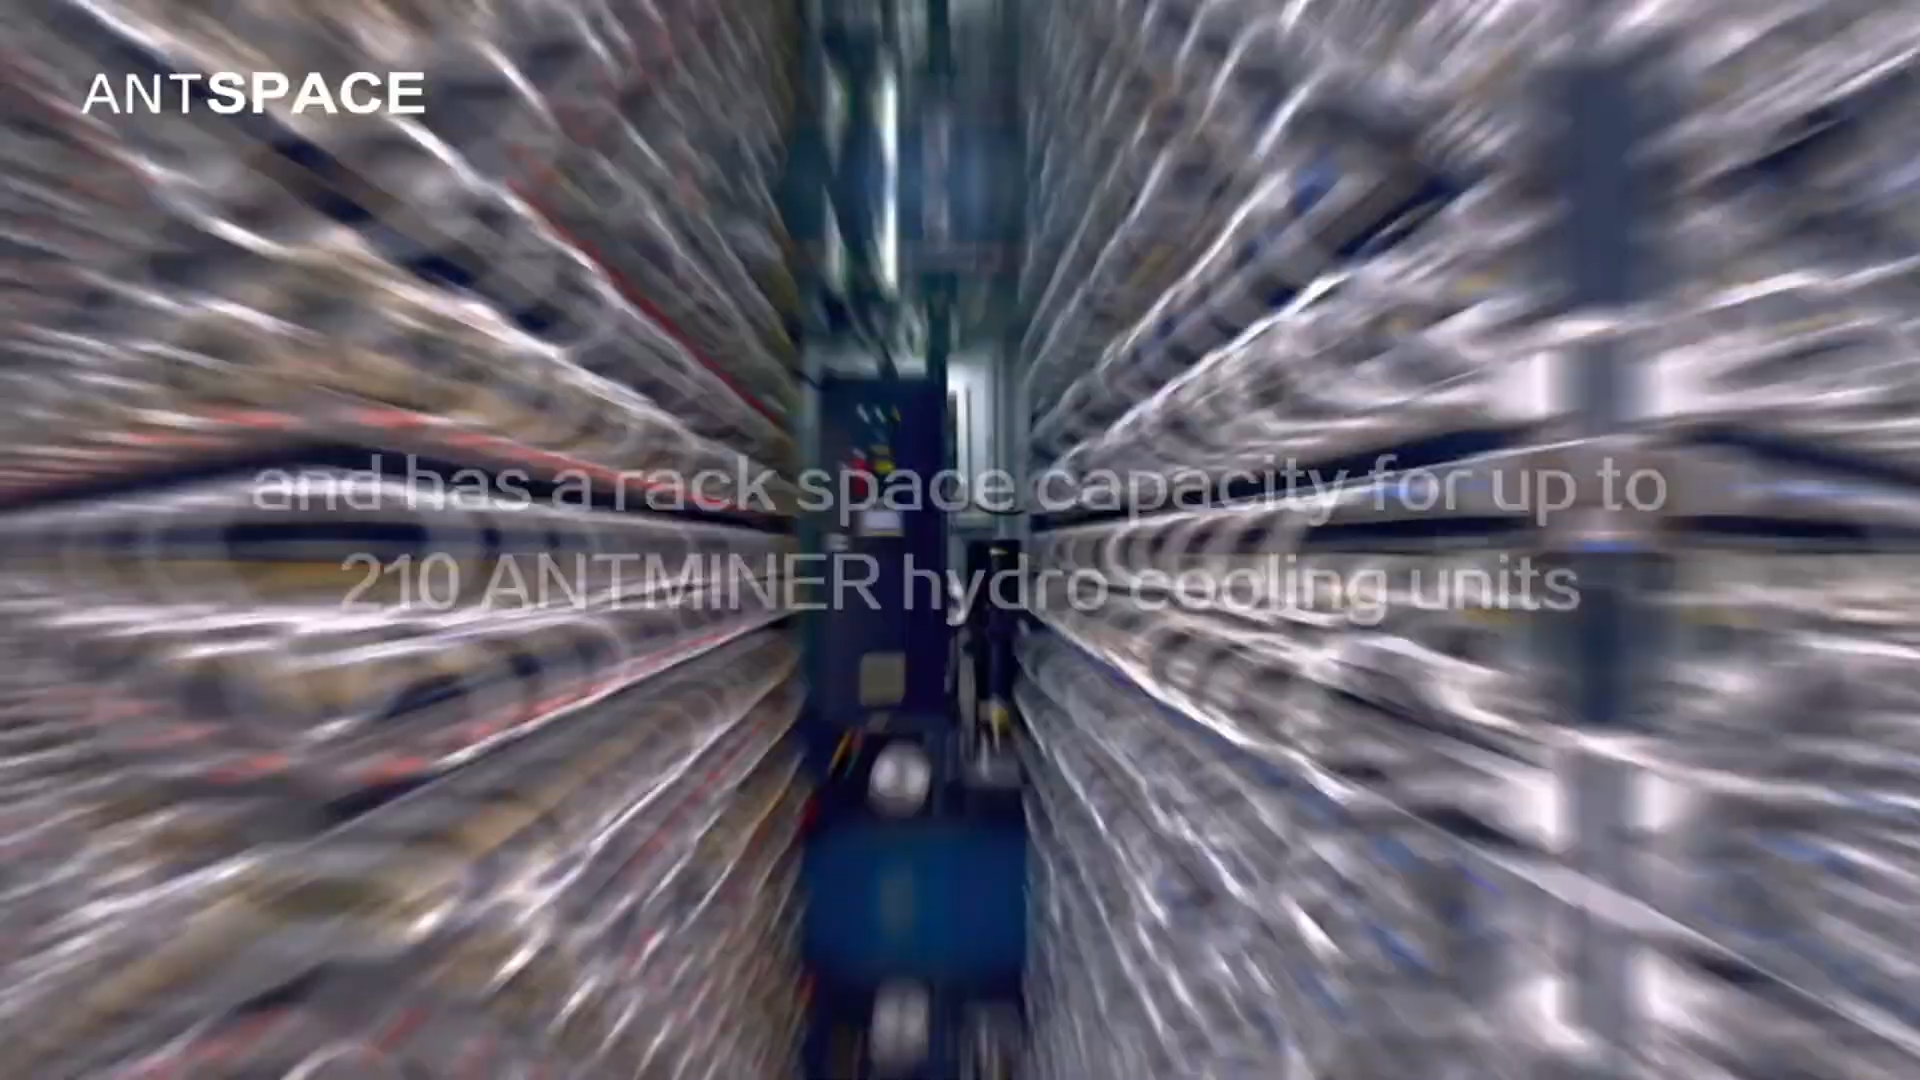 ANTSPACE
and has a rack space capacity for up to
210 ANTMINER hydro cooling units